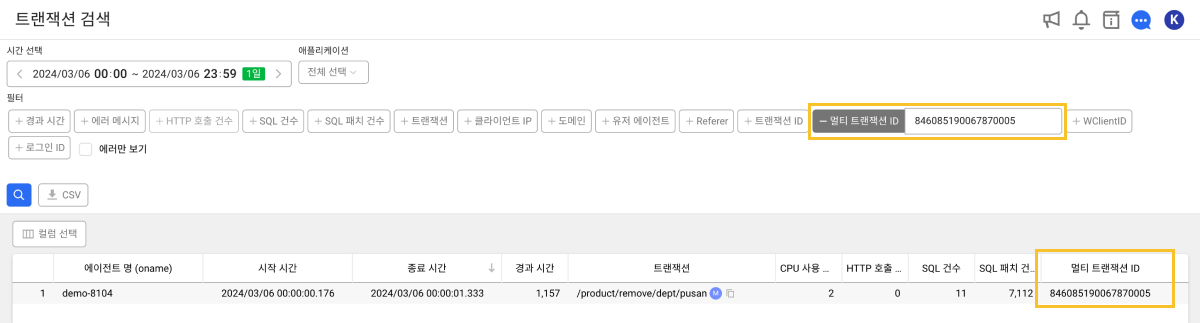 트랜잭션 검색
K
시간 선택
애플리케이션
2024/03/06 00:00 ~ 2024/03/06 23:59 1일
전체 선택
필터
+ 경과 시간 + 에러 메시지 + HTTP 호출 건수 + SQL 건수 + SQL 패치 건수 + 트랜잭션 + 클라이언트 IP + 도메인 + 유저 에이전트 + Referer + 트랜잭션 ID − 멀티 트랜잭션 ID 846085190067870005 + WClientID
+ 로그인 ID 에러만 보기
CSV
컬럼 선택
에이전트 명 (oname) 시작 시간 종료 시간 ↓ 경과 시간 트랜잭션 CPU 사용 ... HTTP 호출 ... SQL 건수 SQL 패치 건... 멀티 트랜잭션 ID
1 demo-8104 2024/03/06 00:00:00.176 2024/03/06 00:00:01.333 1,157 /product/remove/dept/pusan M 2 0 11 7,112 846085190067870005